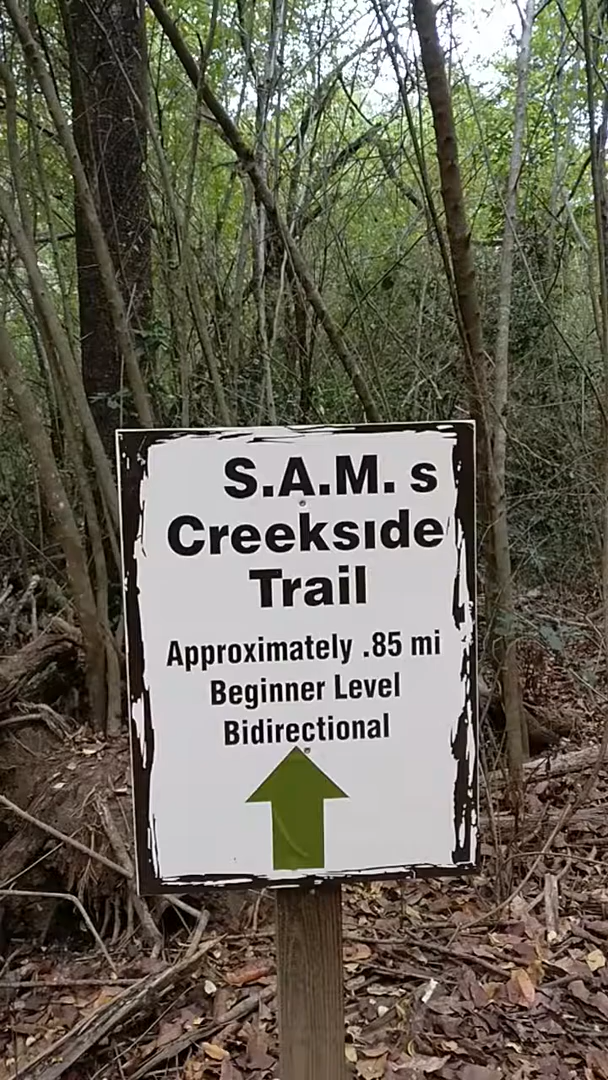 S.A.M. s
Creekside
Trail
Approximately .85 mi
Beginner Level
Bidirectional